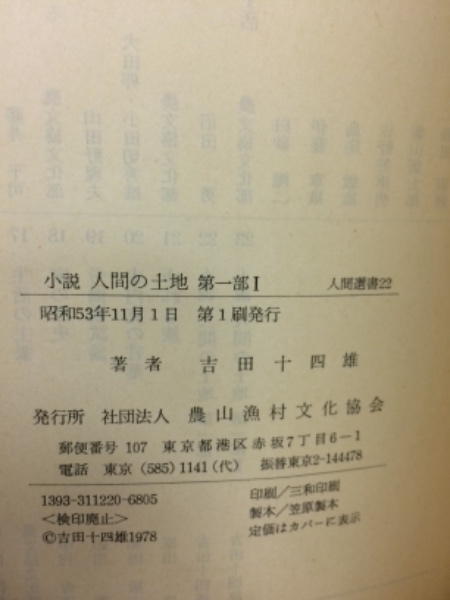 小説 人間の土地 第一部Ⅰ 人間選書22
昭和53年11月1日 第1刷発行
著者 吉田十四雄
発行所 社団法人 農山漁村文化協会
郵便番号 107 東京都港区赤坂7丁目6-1
電話 東京 (585) 1141 (代) 振替東京2-144478
1393-311220-6805
<検印廃止>
©吉田十四雄1978
印刷/三和印刷
製本/笠原製本
定価はカバーに表示